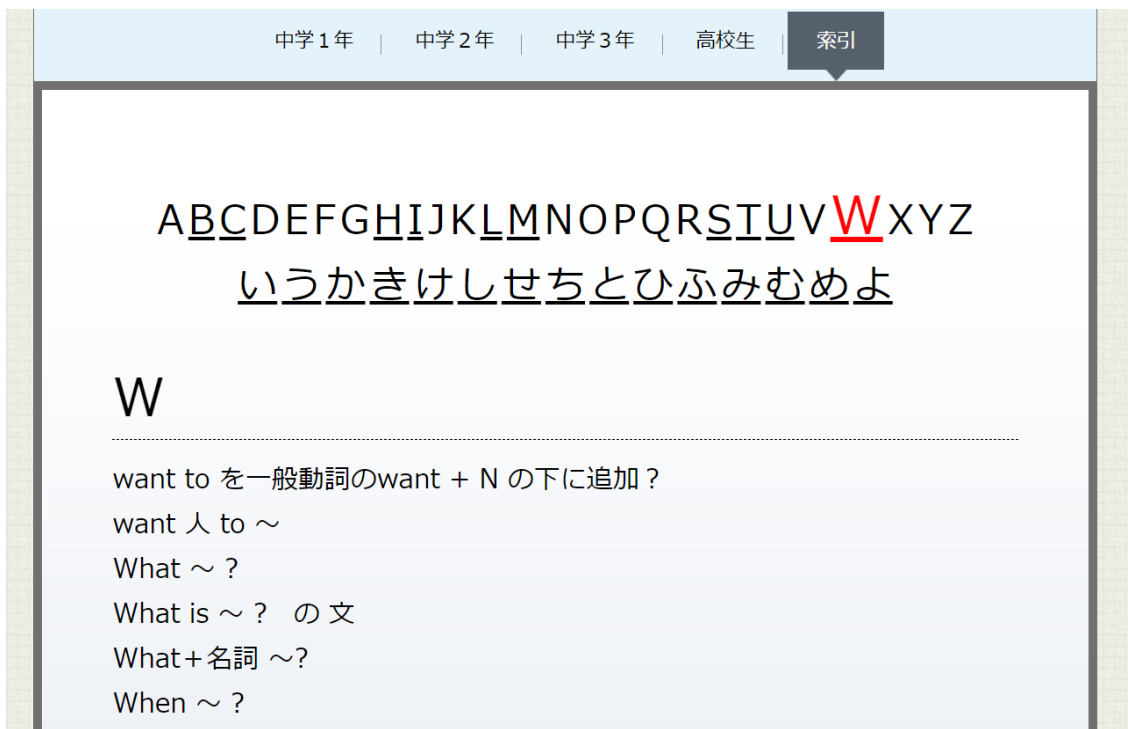 中学１年 | 中学２年 | 中学３年 | 高校生 | 索引
ABCDEFGHIJKLMNOPQRSTUVWXYZ
いうかきけしせちとひふみむめよ
W
want to を一般動詞のwant + N の下に追加？
want 人 to ～
What ～ ?
What is ～ ?　の 文
What＋名詞 ～?
When ～ ?